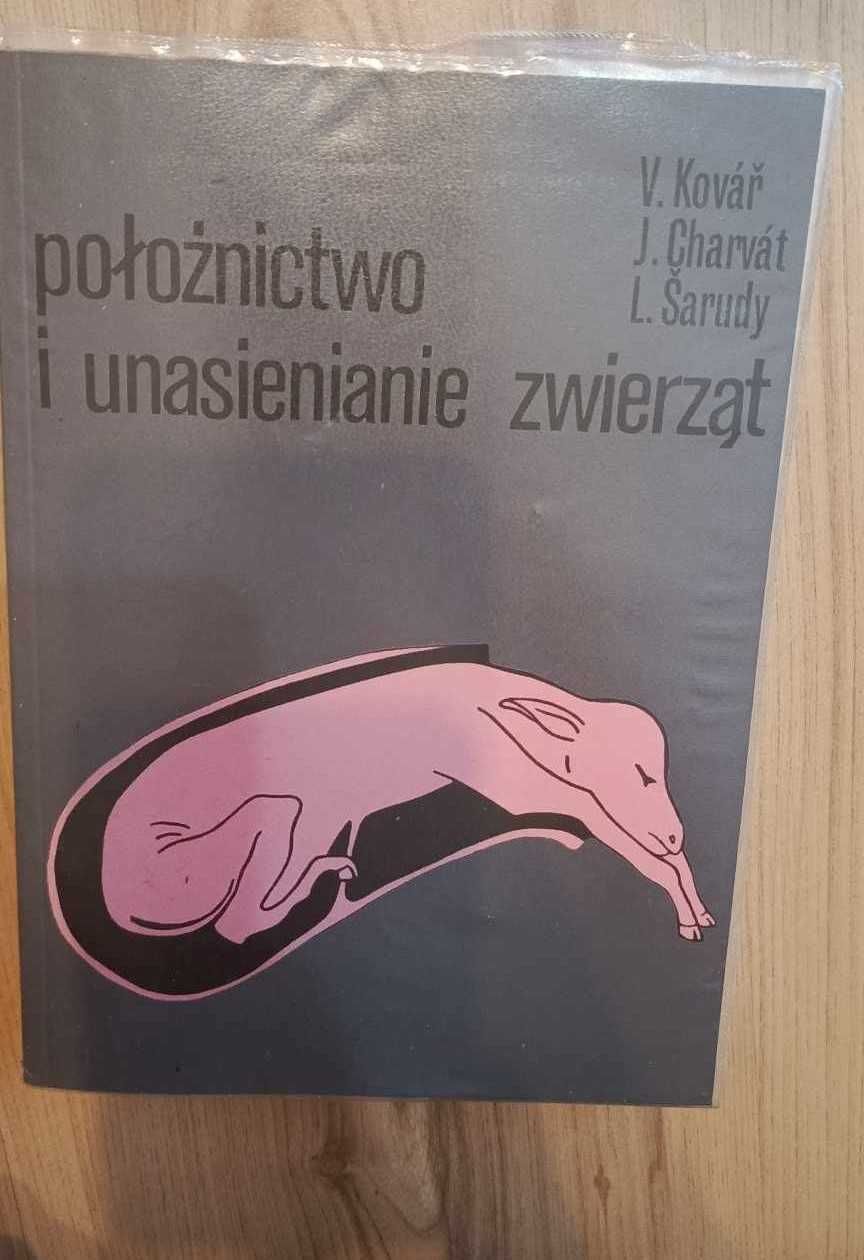 V. Kovář
J. Charvát
L. Šarudy
położnictwo
i unasienianie zwierząt